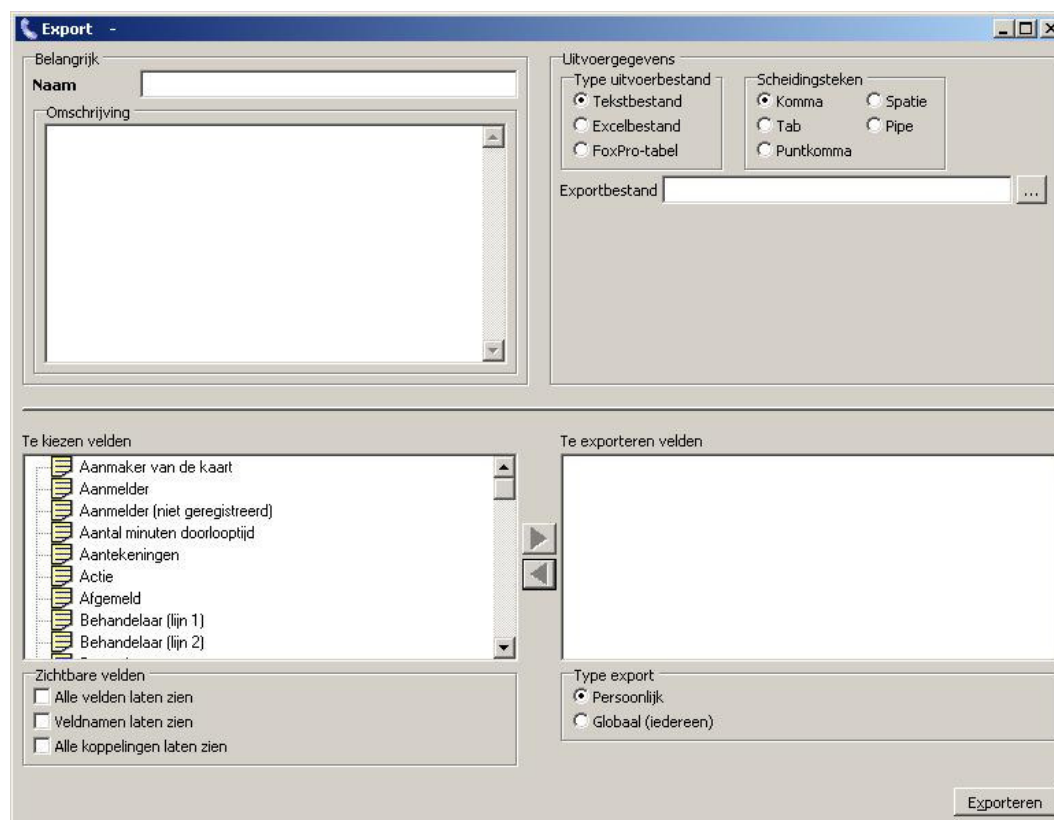 Export -
Belangrijk
Naam
Omschrijving
Uitvoergegevens
Type uitvoerbestand
Tekstbestand
Excelbestand
FoxPro-tabel
Scheidingsteken
Komma
Spatie
Tab
Pipe
Puntkomma
Exportbestand
...
Te kiezen velden
Aanmaker van de kaart
Aanmelder
Aanmelder (niet geregistreerd)
Aantal minuten doorlooptijd
Aantekeningen
Actie
Afgemeld
Behandelaar (lijn 1)
Behandelaar (lijn 2)
Te exporteren velden
Zichtbare velden
Alle velden laten zien
Veldnamen laten zien
Alle koppelingen laten zien
Type export
Persoonlijk
Globaal (iedereen)
Exporteren